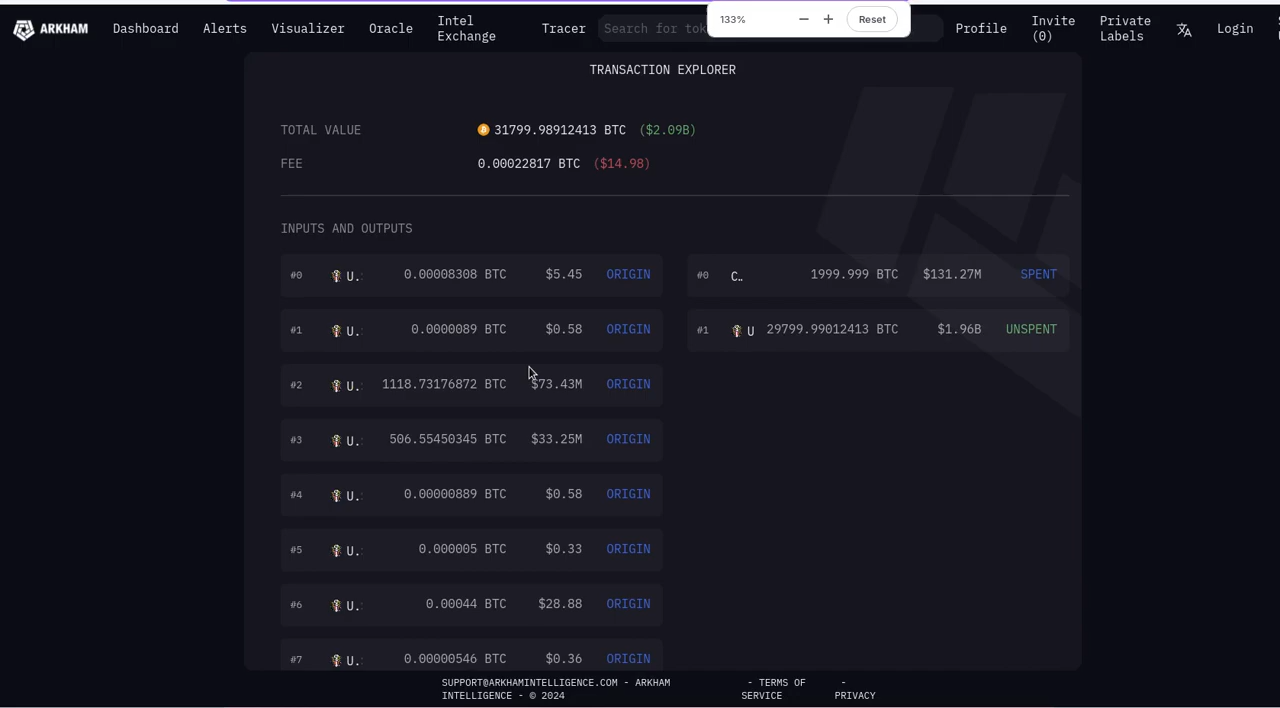 133% Reset
ARKHAM Dashboard Alerts Visualizer Oracle Intel Exchange Tracer Search for tok Profile Invite (0) Private Labels Login
TRANSACTION EXPLORER
TOTAL VALUE 31799.98912413 BTC ($2.09B)
FEE 0.00022817 BTC ($14.98)
INPUTS AND OUTPUTS
#0 U. 0.00008308 BTC $5.45 ORIGIN
#0 C.. 1999.999 BTC $131.27M SPENT
#1 U. 0.0000089 BTC $0.58 ORIGIN
#1 U 29799.99012413 BTC $1.96B UNSPENT
#2 U. 1118.73176872 BTC $73.43M ORIGIN
#3 U. 506.55450345 BTC $33.25M ORIGIN
#4 U. 0.00000889 BTC $0.58 ORIGIN
#5 U. 0.000005 BTC $0.33 ORIGIN
#6 U. 0.00044 BTC $28.88 ORIGIN
#7 U. 0.00000546 BTC $0.36 ORIGIN
SUPPORT@ARKHAMINTELLIGENCE.COM - ARKHAM - TERMS OF -
INTELLIGENCE - © 2024 SERVICE PRIVACY